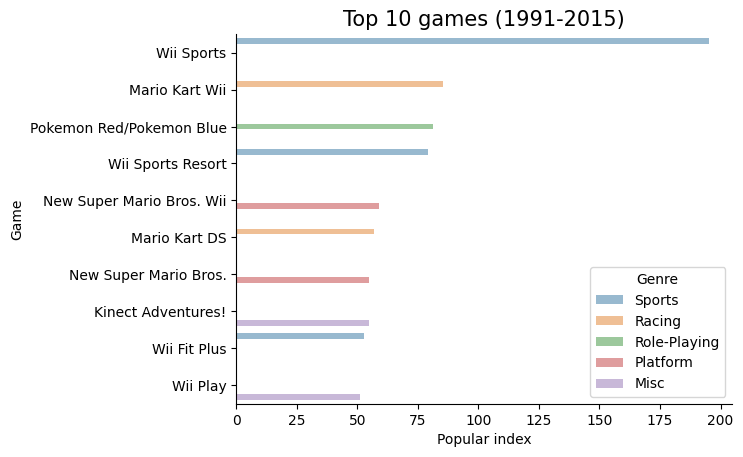 Top 10 games (1991-2015)
Game
Wii Sports
Mario Kart Wii
Pokemon Red/Pokemon Blue
Wii Sports Resort
New Super Mario Bros. Wii
Mario Kart DS
New Super Mario Bros.
Kinect Adventures!
Wii Fit Plus
Wii Play
Genre
Sports
Racing
Role-Playing
Platform
Misc
0 25 50 75 100 125 150 175 200
Popular index